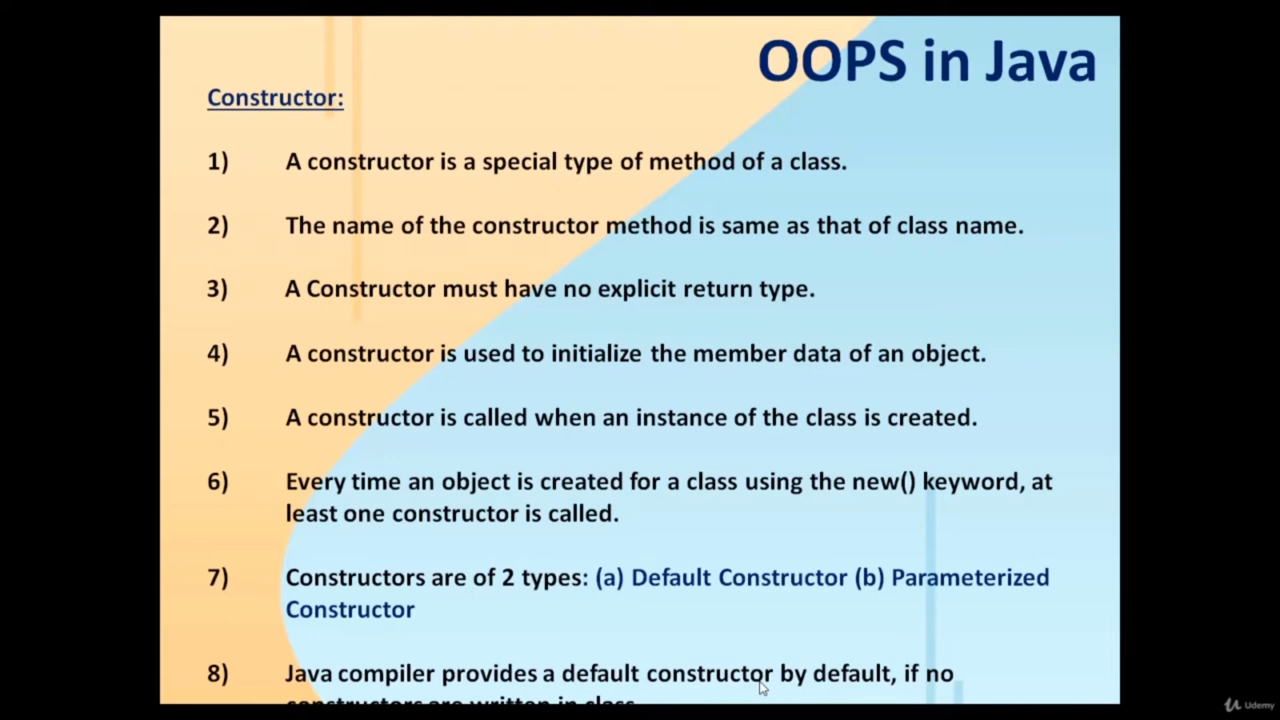 OOPS in Java
Constructor:
1) A constructor is a special type of method of a class.
2) The name of the constructor method is same as that of class name.
3) A Constructor must have no explicit return type.
4) A constructor is used to initialize the member data of an object.
5) A constructor is called when an instance of the class is created.
6) Every time an object is created for a class using the new() keyword, at
least one constructor is called.
7) Constructors are of 2 types: (a) Default Constructor (b) Parameterized
Constructor
8) Java compiler provides a default constructor by default, if no
constructors are written in class
Udemy